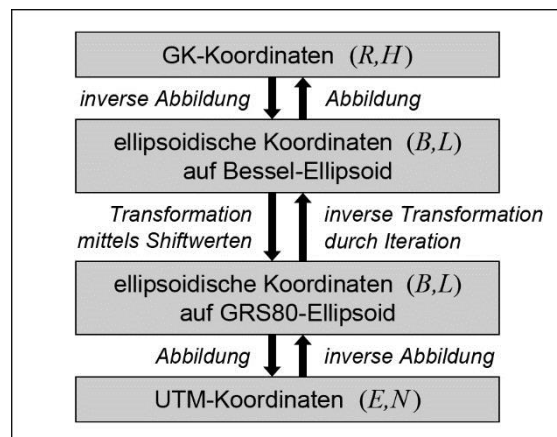 GK-Koordinaten (R,H)
inverse Abbildung
Abbildung
ellipsoidische Koordinaten (B,L)
auf Bessel-Ellipsoid
Transformation
mittels Shiftwerten
inverse Transformation
durch Iteration
ellipsoidische Koordinaten (B,L)
auf GRS80-Ellipsoid
Abbildung
inverse Abbildung
UTM-Koordinaten (E,N)